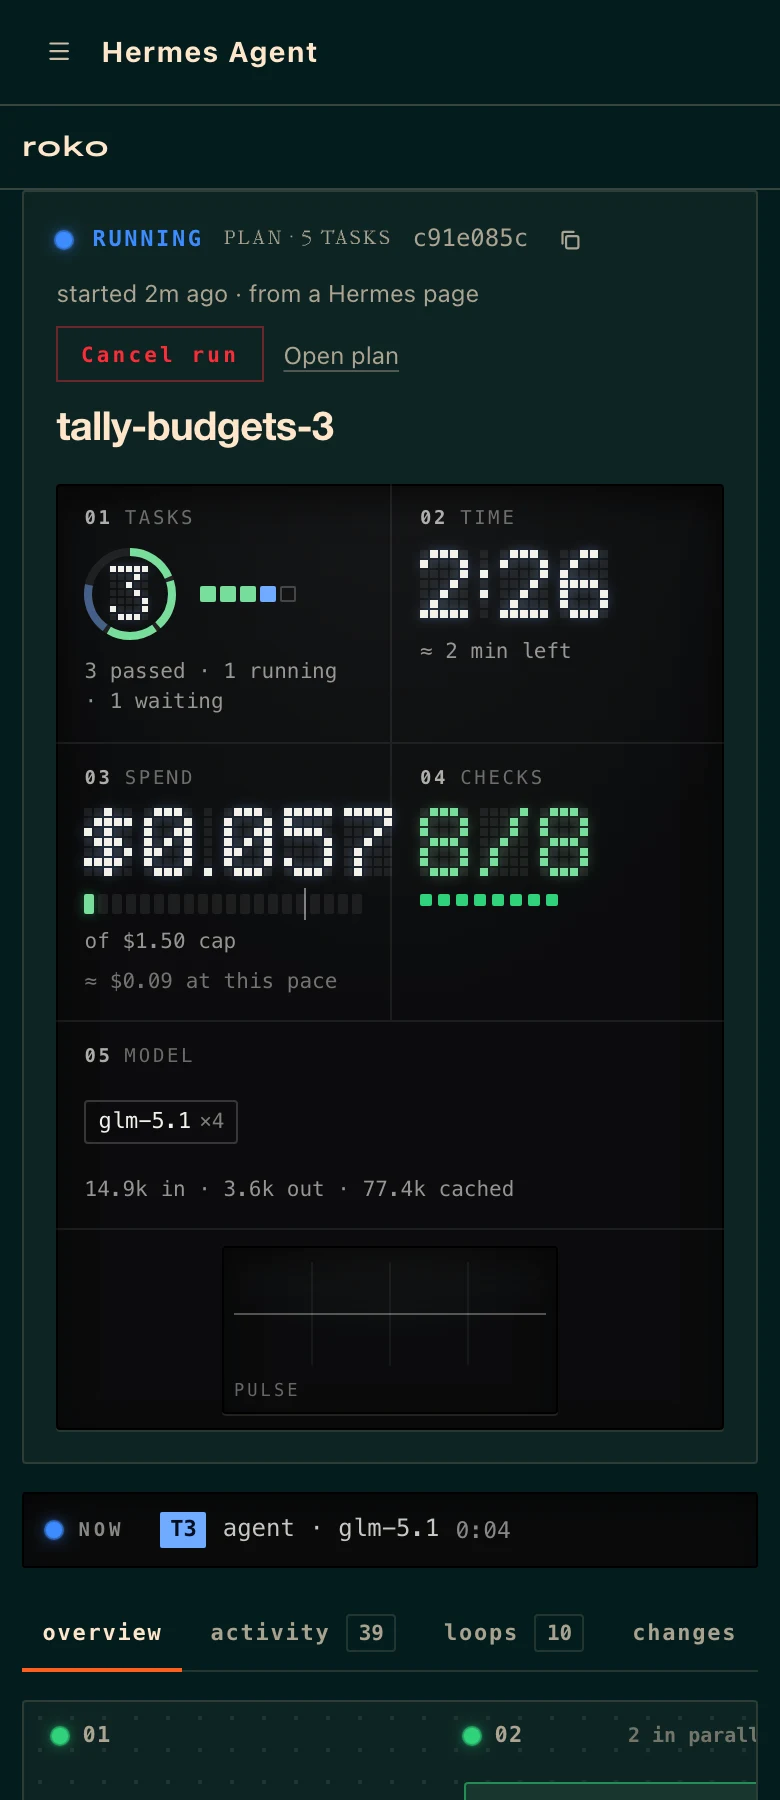 ☰ Hermes Agent
roko
RUNNING PLAN · 5 TASKS c91e085c
started 2m ago · from a Hermes page
Cancel run Open plan
tally-budgets-3
01 TASKS
3
3 passed · 1 running
· 1 waiting
02 TIME
2:26
≈ 2 min left
03 SPEND
$0.057
of $1.50 cap
≈ $0.09 at this pace
04 CHECKS
8/8
05 MODEL
glm-5.1 ×4
14.9k in · 3.6k out · 77.4k cached
PULSE
NOW T3 agent · glm-5.1 0:04
overview activity 39 loops 10 changes
01 02 2 in parall